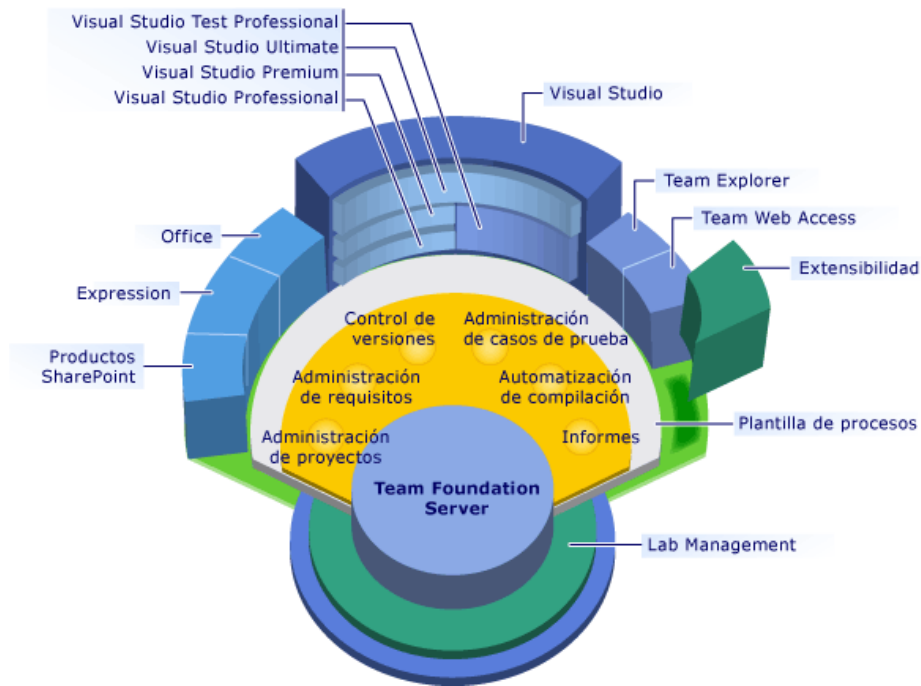 Visual Studio Test Professional
Visual Studio Ultimate
Visual Studio Premium
Visual Studio Professional
Visual Studio
Team Explorer
Team Web Access
Extensibilidad
Office
Expression
Productos
SharePoint
Control de
versiones
Administración
de casos de prueba
Administración
de requisitos
Automatización
de compilación
Administración
de proyectos
Informes
Plantilla de procesos
Team Foundation
Server
Lab Management